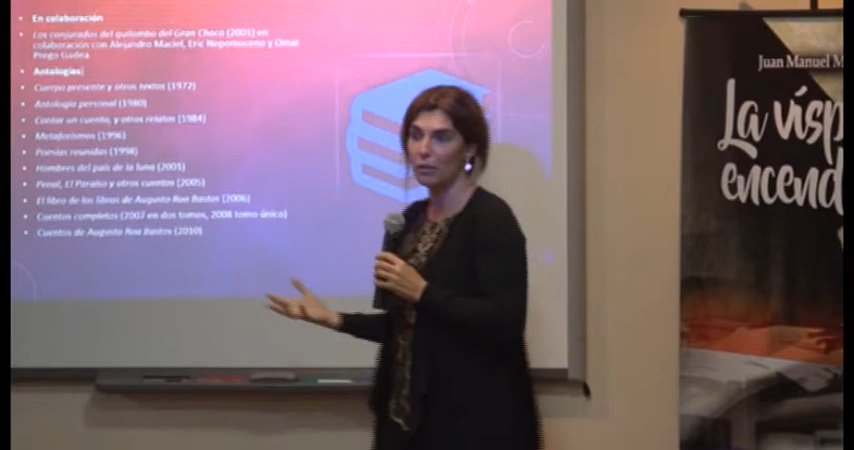 En colaboración
Los conjurados del quilombo del Gran Chaco (2001) en
colaboración con Alejandro Maciel, Eric Nepomuceno y Omar
Prego Gadea
Antologías
Cuerpo presente y otros textos (1972)
Antología personal (1980)
Contar un cuento, y otros relatos (1984)
Metaforismos (1996)
Poesías reunidas (1998)
Hombres del país de la luna (2001)
Penal, El Paraíso y otros cuentos (2005)
El libro de los libros de Augusto Roa Bastos (2006)
Cuentos completos (2007 en dos tomos, 2008 tomo único)
Cuentos de Augusto Roa Bastos (2010)
Juan Manuel M
La vísp
encend